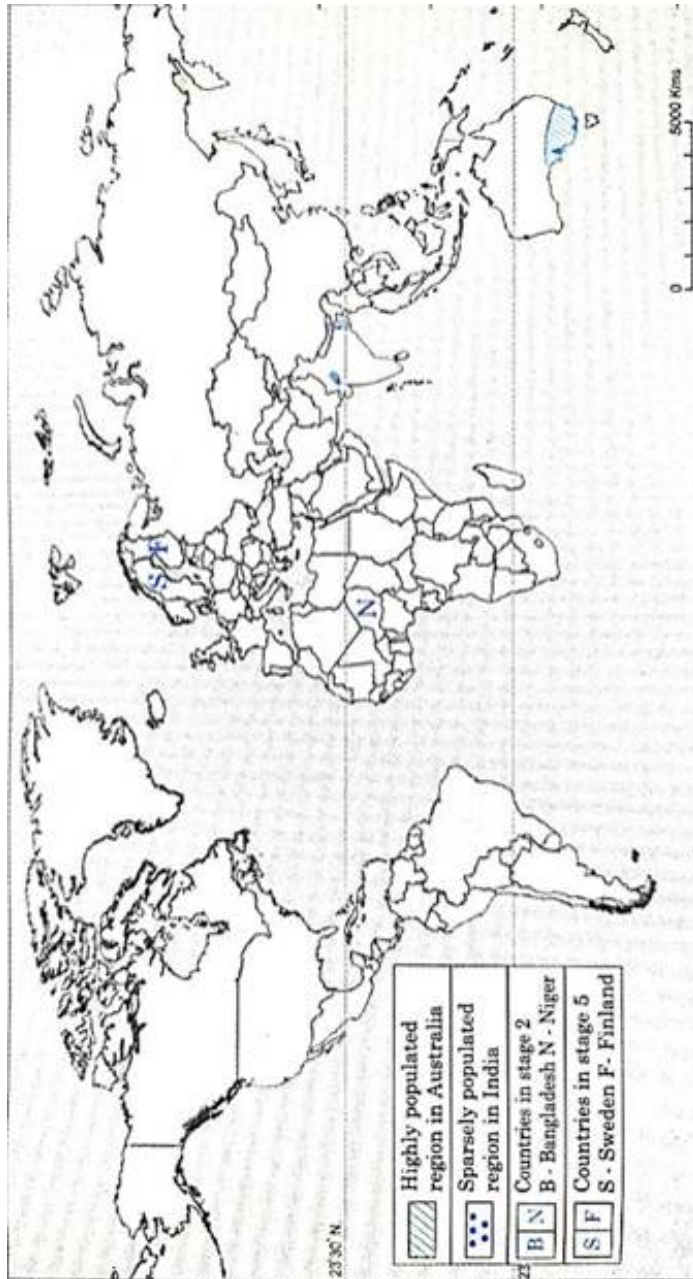 S F
N
23°30' N.
23
0 5000 Kms
Highly populated
region in Australia
Sparsely populated
region in India
B N Countries in stage 2
B - Bangladesh N - Niger
S F Countries in stage 5
S - Sweden F- Finland